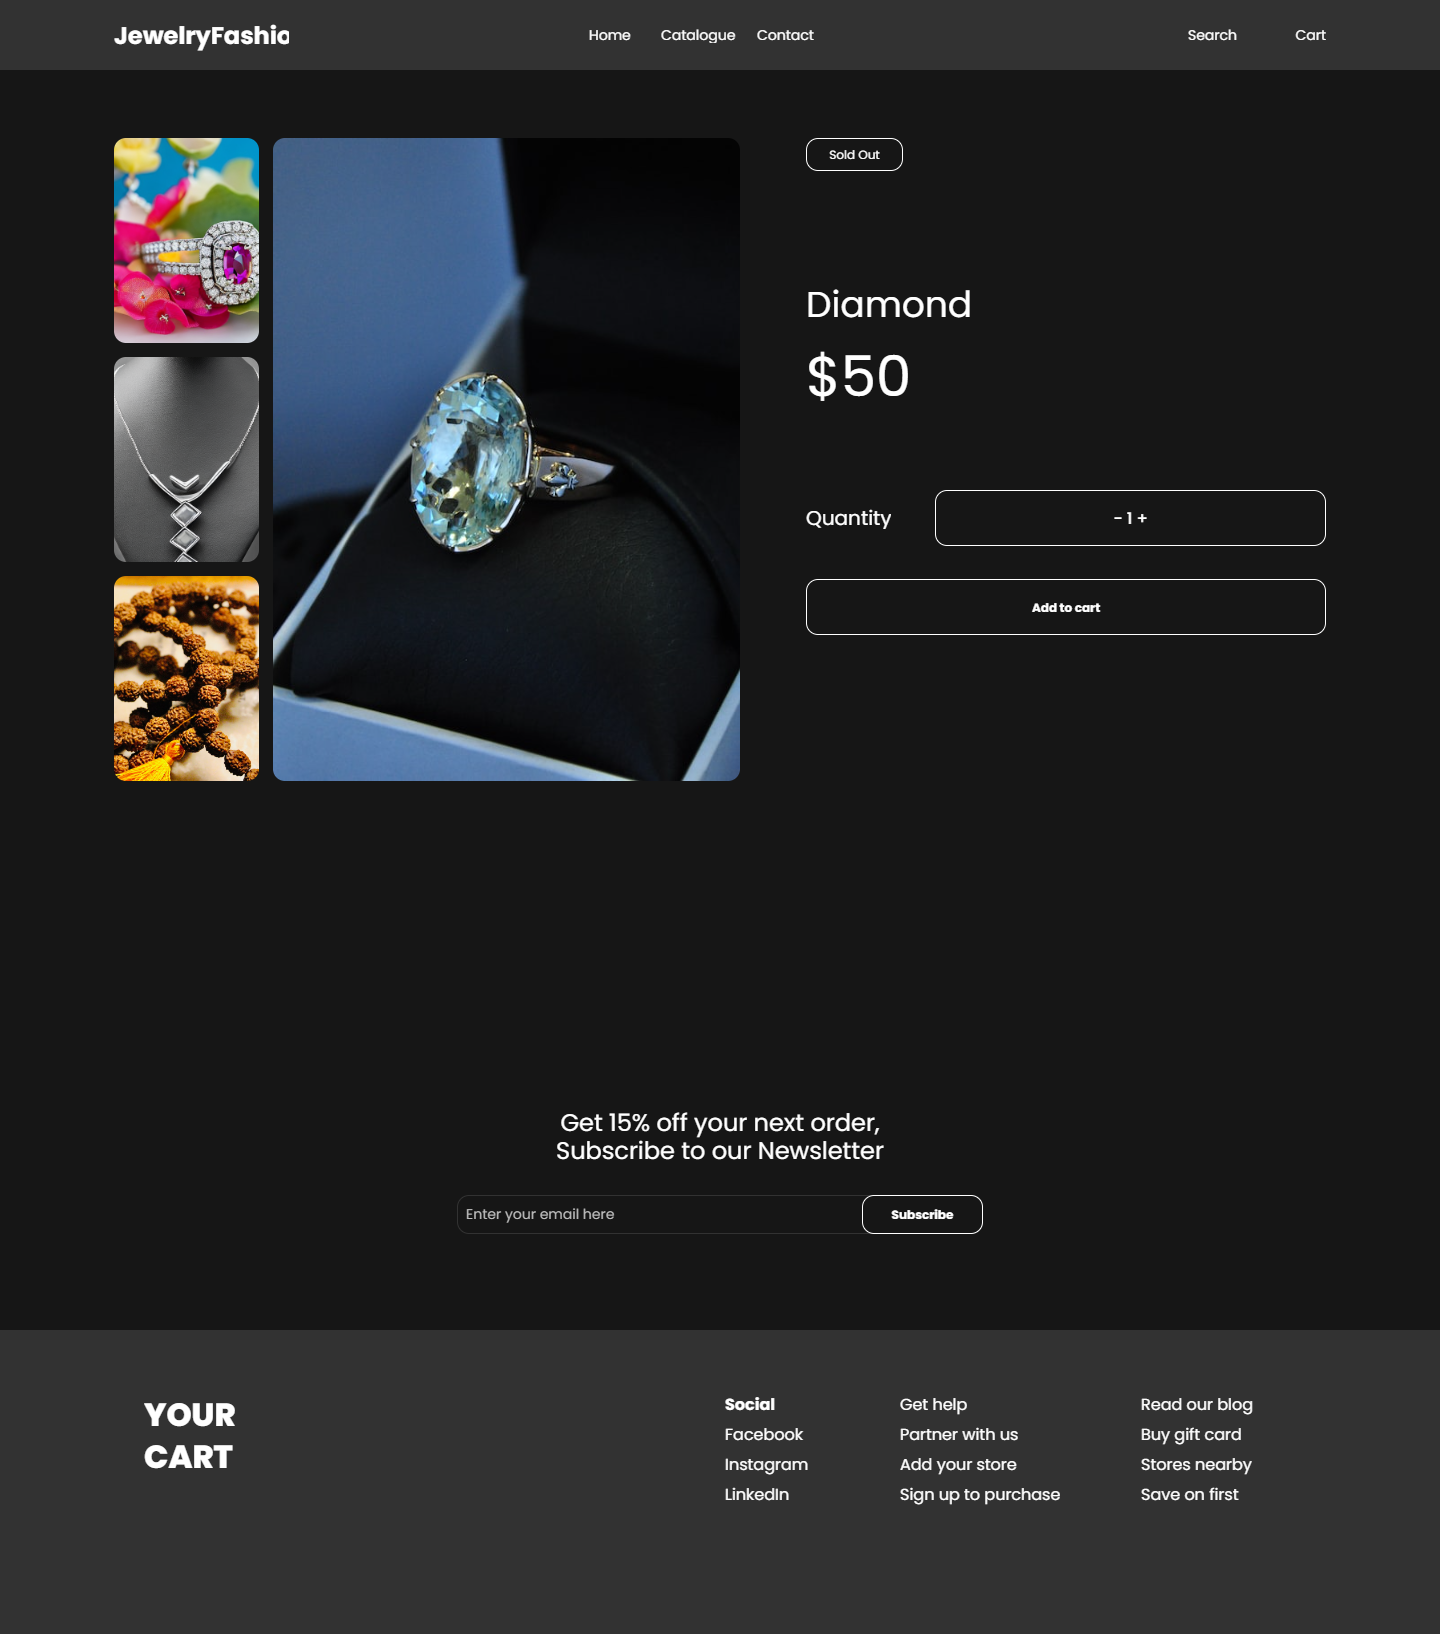 JewelryFashio
Home Catalogue Contact
Search Cart
Sold Out
Diamond
$50
Quantity
- 1 +
Add to cart
Get 15% off your next order,
Subscribe to our Newsletter
Enter your email here
Subscribe
YOUR
CART
Social
Facebook
Instagram
LinkedIn
Get help
Partner with us
Add your store
Sign up to purchase
Read our blog
Buy gift card
Stores nearby
Save on first